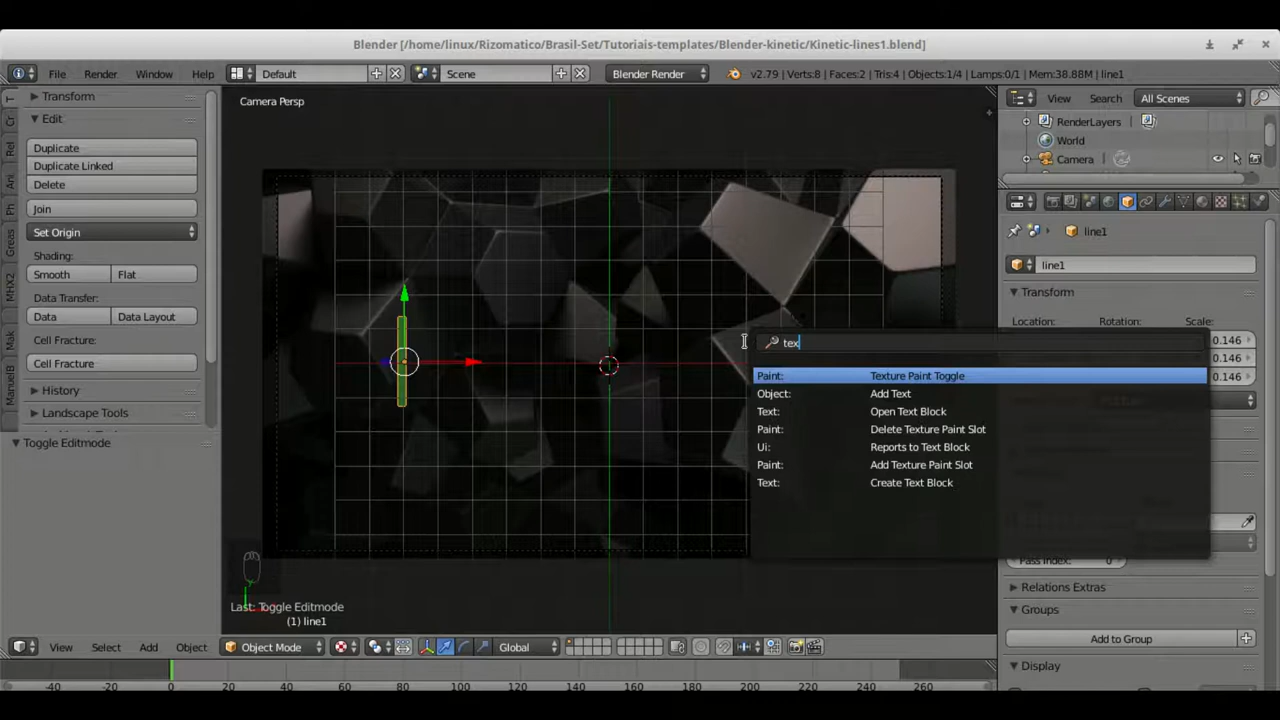 Blender [/home/linux/Rizomatico/Brasil-Set/Tutoriais-templates/Blender-kinetic/Kinetic-lines1.blend]
File Render Window Help Default Scene Blender Render v2.79 | Verts:8 | Faces:2 | Tris:4 | Objects:1/4 | Lamps:0/1 | Mem:38.88M | line1
Transform
Edit
Duplicate
Duplicate Linked
Delete
Join
Set Origin
Shading:
Smooth Flat
Data Transfer:
Data Data Layout
Cell Fracture:
Cell Fracture
History
Landscape Tools
Toggle Editmode
T
Cr
Rel
Ani
Ph
Greas
MHX2
Mak
ManuelB
Camera Persp
tex
Paint: Texture Paint Toggle
Object: Add Text
Text: Open Text Block
Paint: Delete Texture Paint Slot
Ui: Reports to Text Block
Paint: Add Texture Paint Slot
Text: Create Text Block
Last: Toggle Editmode
(1) line1
View Search All Scenes
RenderLayers
World
Camera
line1
line1
Transform
Location: Rotation: Scale:
0.146
0.146
0.146
Pass Index: 0
Relations Extras
Groups
Add to Group
Display
View Select Add Object Object Mode Global
-40 -20 0 20 40 60 80 100 120 140 160 180 200 220 240 260